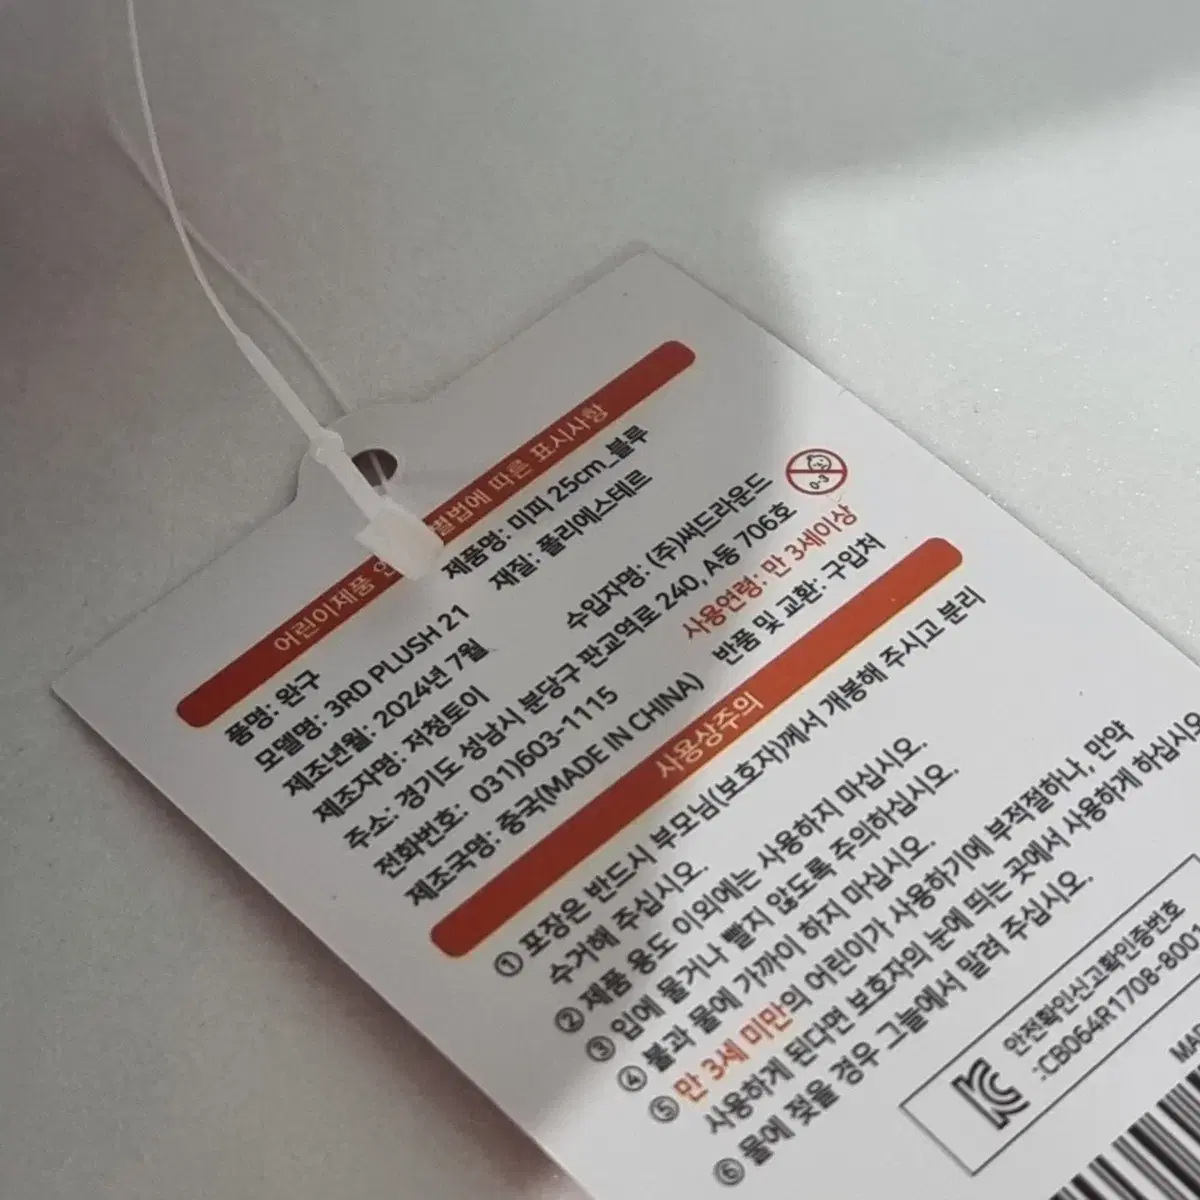 어린이제품 안 별법에 따른 표시사항
품명: 완구 제품명: 미피 25cm_블루
모델명: 3RD PLUSH 21 재질: 폴리에스테르
제조년월: 2024년 7월
제조자명: 저청토이 수입자명: (주)써드라운드
주소: 경기도 성남시 분당구 판교역로 240, A동 706호
전화번호: 031)603-1115 사용연령: 만 3세이상
제조국명: 중국(MADE IN CHINA) 반품 및 교환: 구입처
0-3
사용상주의
① 포장은 반드시 부모님(보호자)께서 개봉해 주시고 분리
수거해 주십시오.
② 제품 용도 이외에는 사용하지 마십시오.
③ 입에 물거나 빨지 않도록 주의하십시오.
④ 불과 물에 가까이 하지 마십시오.
⑤ 만 3세 미만의 어린이가 사용하기에 부적절하나, 만약
사용하게 된다면 보호자의 눈에 띄는 곳에서 사용하게 하십시오
⑥ 물에 젖을 경우 그늘에서 말려 주십시오.
안전확인신고확인증번호
:CB064R1708-8001